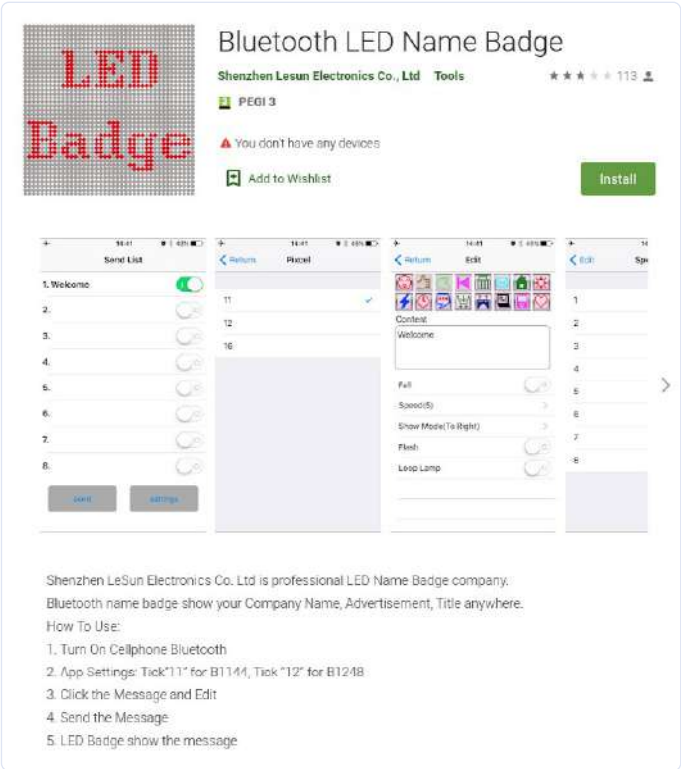 LED
Badge
Bluetooth LED Name Badge
Shenzhen Lesun Electronics Co., Ltd Tools
113
PEGI 3
You don't have any devices
Add to Wishlist
Install
14:41
Send List
1. Welcome
2.
3.
4.
5.
6.
7.
8.
14:41
Return
Pixcel
11
12
16
14:41
Return
Edit
Content
Welcome
Speed(5)
Show Mode(To Right)
Flash
Loop Lamp
Edit
1
2
3
4
5
6
7
8
Shenzhen LeSun Electronics Co. Ltd is professional LED Name Badge company.
Bluetooth name badge show your Company Name, Advertisement, Title anywhere.
How To Use:
1. Turn On Cellphone Bluetooth
2. App Settings: Tick"11" for B1144, Tick "12" for B1248
3. Click the Message and Edit
4. Send the Message
5. LED Badge show the message